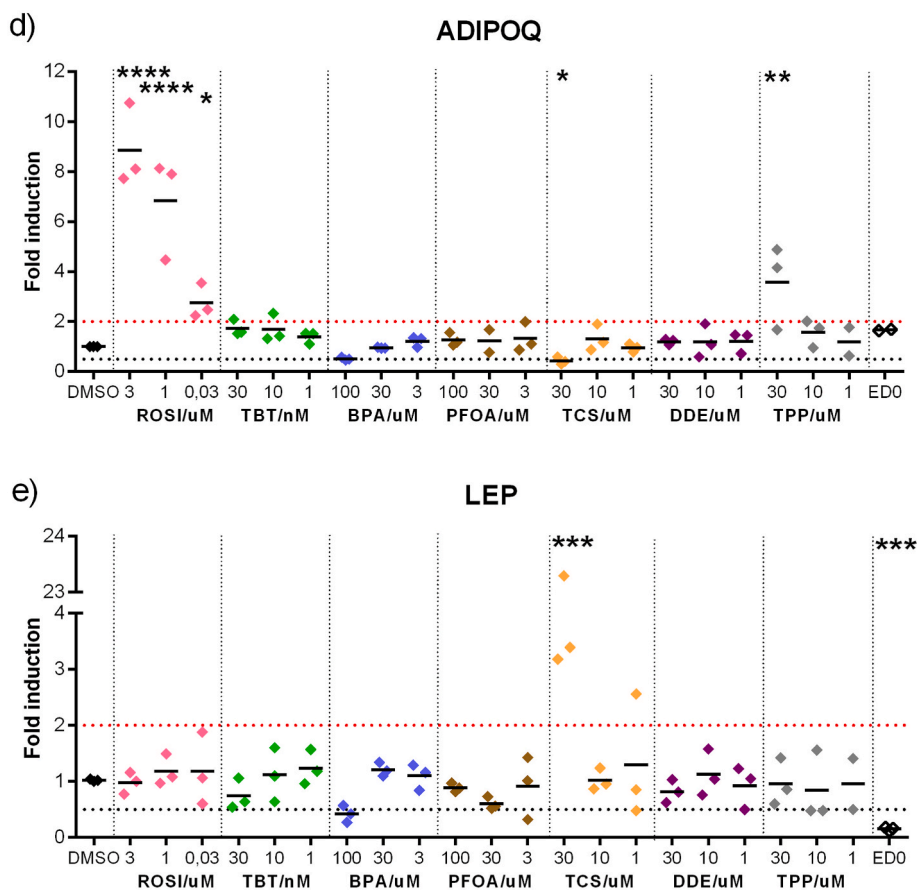 d)
ADIPOQ
**** **** * * **
12
10
8
6
4
2
0
Fold induction
DMSO 3 1 0,03 30 10 1 100 30 3 100 30 3 30 10 1 30 10 1 30 10 1 ED0
ROSI/uM TBT/nM BPA/uM PFOA/uM TCS/uM DDE/uM TPP/uM
e)
LEP
*** ***
24
23
4
3
2
1
0
Fold induction
DMSO 3 1 0,03 30 10 1 100 30 3 100 30 3 30 10 1 30 10 1 30 10 1 ED0
ROSI/uM TBT/nM BPA/uM PFOA/uM TCS/uM DDE/uM TPP/uM